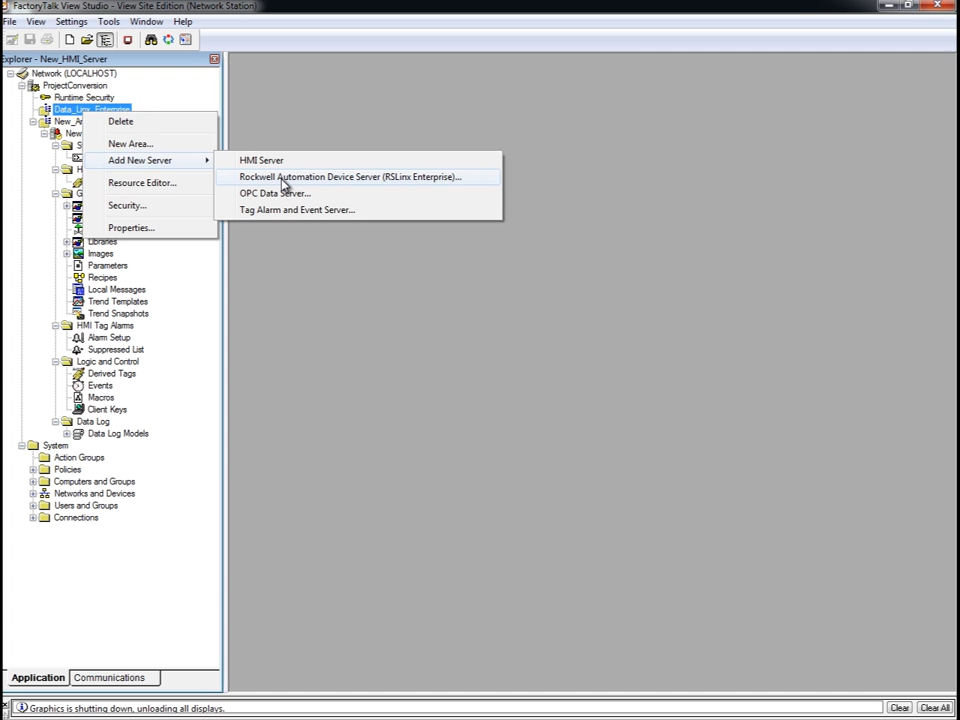 FactoryTalk View Studio - View Site Edition (Network Station)
File View Settings Tools Window Help
Explorer - New_HMI_Server
Network (LOCALHOST)
ProjectConversion
Runtime Security
Data_Linx_Enterprise
New_A
New
S
H
G
Libraries
Images
Parameters
Recipes
Local Messages
Trend Templates
Trend Snapshots
HMI Tag Alarms
Alarm Setup
Suppressed List
Logic and Control
Derived Tags
Events
Macros
Client Keys
Data Log
Data Log Models
System
Action Groups
Policies
Computers and Groups
Networks and Devices
Users and Groups
Connections
Delete
New Area...
Add New Server
Resource Editor...
Security...
Properties...
HMI Server
Rockwell Automation Device Server (RSLinx Enterprise)...
OPC Data Server...
Tag Alarm and Event Server...
Application Communications
Graphics is shutting down, unloading all displays.
Clear Clear All